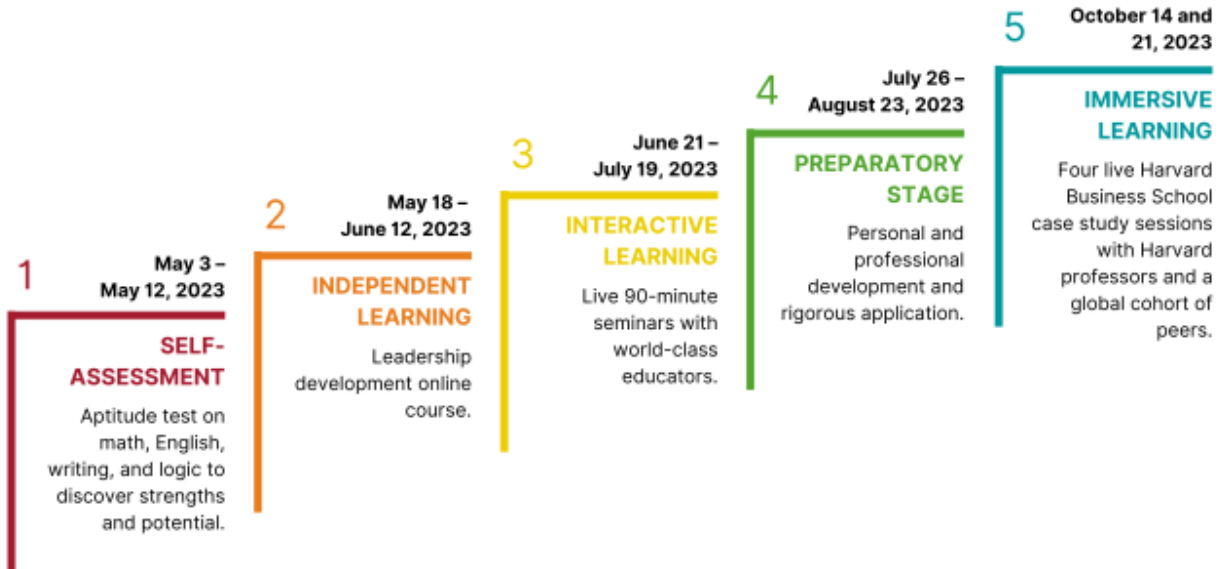 1
May 3 –
May 12, 2023
SELF-
ASSESSMENT
Aptitude test on
math, English,
writing, and logic to
discover strengths
and potential.
2
May 18 –
June 12, 2023
INDEPENDENT
LEARNING
Leadership
development online
course.
3
June 21 –
July 19, 2023
INTERACTIVE
LEARNING
Live 90-minute
seminars with
world-class
educators.
4
July 26 –
August 23, 2023
PREPARATORY
STAGE
Personal and
professional
development and
rigorous application.
5
October 14 and
21, 2023
IMMERSIVE
LEARNING
Four live Harvard
Business School
case study sessions
with Harvard
professors and a
global cohort of
peers.